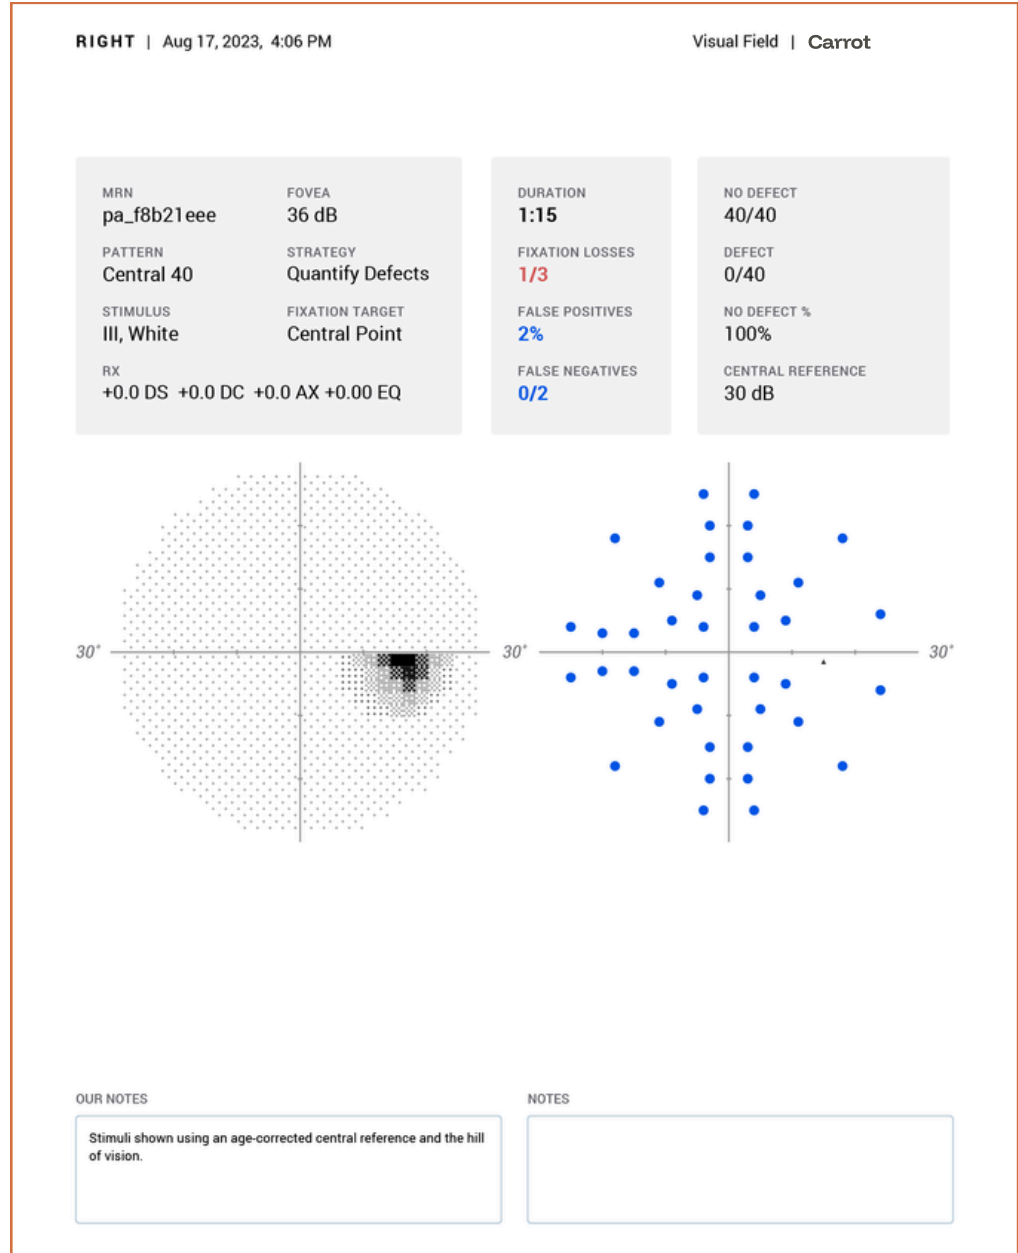 RIGHT | Aug 17, 2023, 4:06 PM
Visual Field | Carrot
MRN
pa_f8b21eee
FOVEA
36 dB
PATTERN
Central 40
STRATEGY
Quantify Defects
STIMULUS
III, White
FIXATION TARGET
Central Point
RX
+0.0 DS +0.0 DC +0.0 AX +0.00 EQ
DURATION
1:15
FIXATION LOSSES
1/3
FALSE POSITIVES
2%
FALSE NEGATIVES
0/2
NO DEFECT
40/40
DEFECT
0/40
NO DEFECT %
100%
CENTRAL REFERENCE
30 dB
30°
30°
30°
OUR NOTES
Stimuli shown using an age-corrected central reference and the hill
of vision.
NOTES